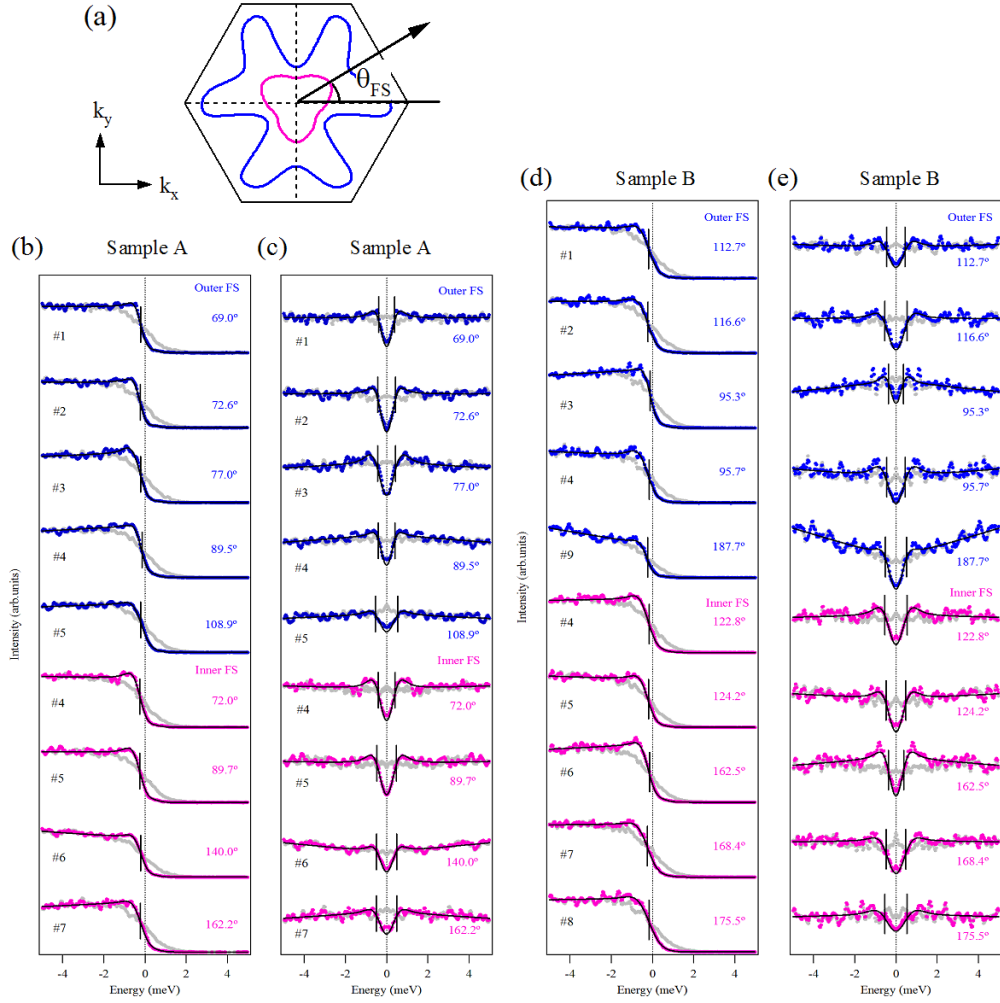 (a)
θFS
ky
kx
(b)
Sample A
Outer FS
69.0°
#1
72.6°
#2
77.0°
#3
89.5°
#4
108.9°
#5
Inner FS
72.0°
#4
89.7°
#5
140.0°
#6
162.2°
#7
Intensity (arb.units)
-4 -2 0 2 4
Energy (meV)
(c)
Sample A
Outer FS
69.0°
#1
72.6°
#2
77.0°
#3
89.5°
#4
108.9°
#5
Inner FS
72.0°
#4
89.7°
#5
140.0°
#6
162.2°
#7
-4 -2 0 2 4
Energy (meV)
(d)
Sample B
Outer FS
112.7°
#1
116.6°
#2
95.3°
#3
95.7°
#4
187.7°
#9
Inner FS
122.8°
#4
124.2°
#5
162.5°
#6
168.4°
#7
175.5°
#8
Intensity (arb.units)
-4 -2 0 2 4
Energy (meV)
(e)
Sample B
Outer FS
112.7°
116.6°
95.3°
95.7°
187.7°
Inner FS
122.8°
124.2°
162.5°
168.4°
175.5°
-4 -2 0 2 4
Energy (meV)